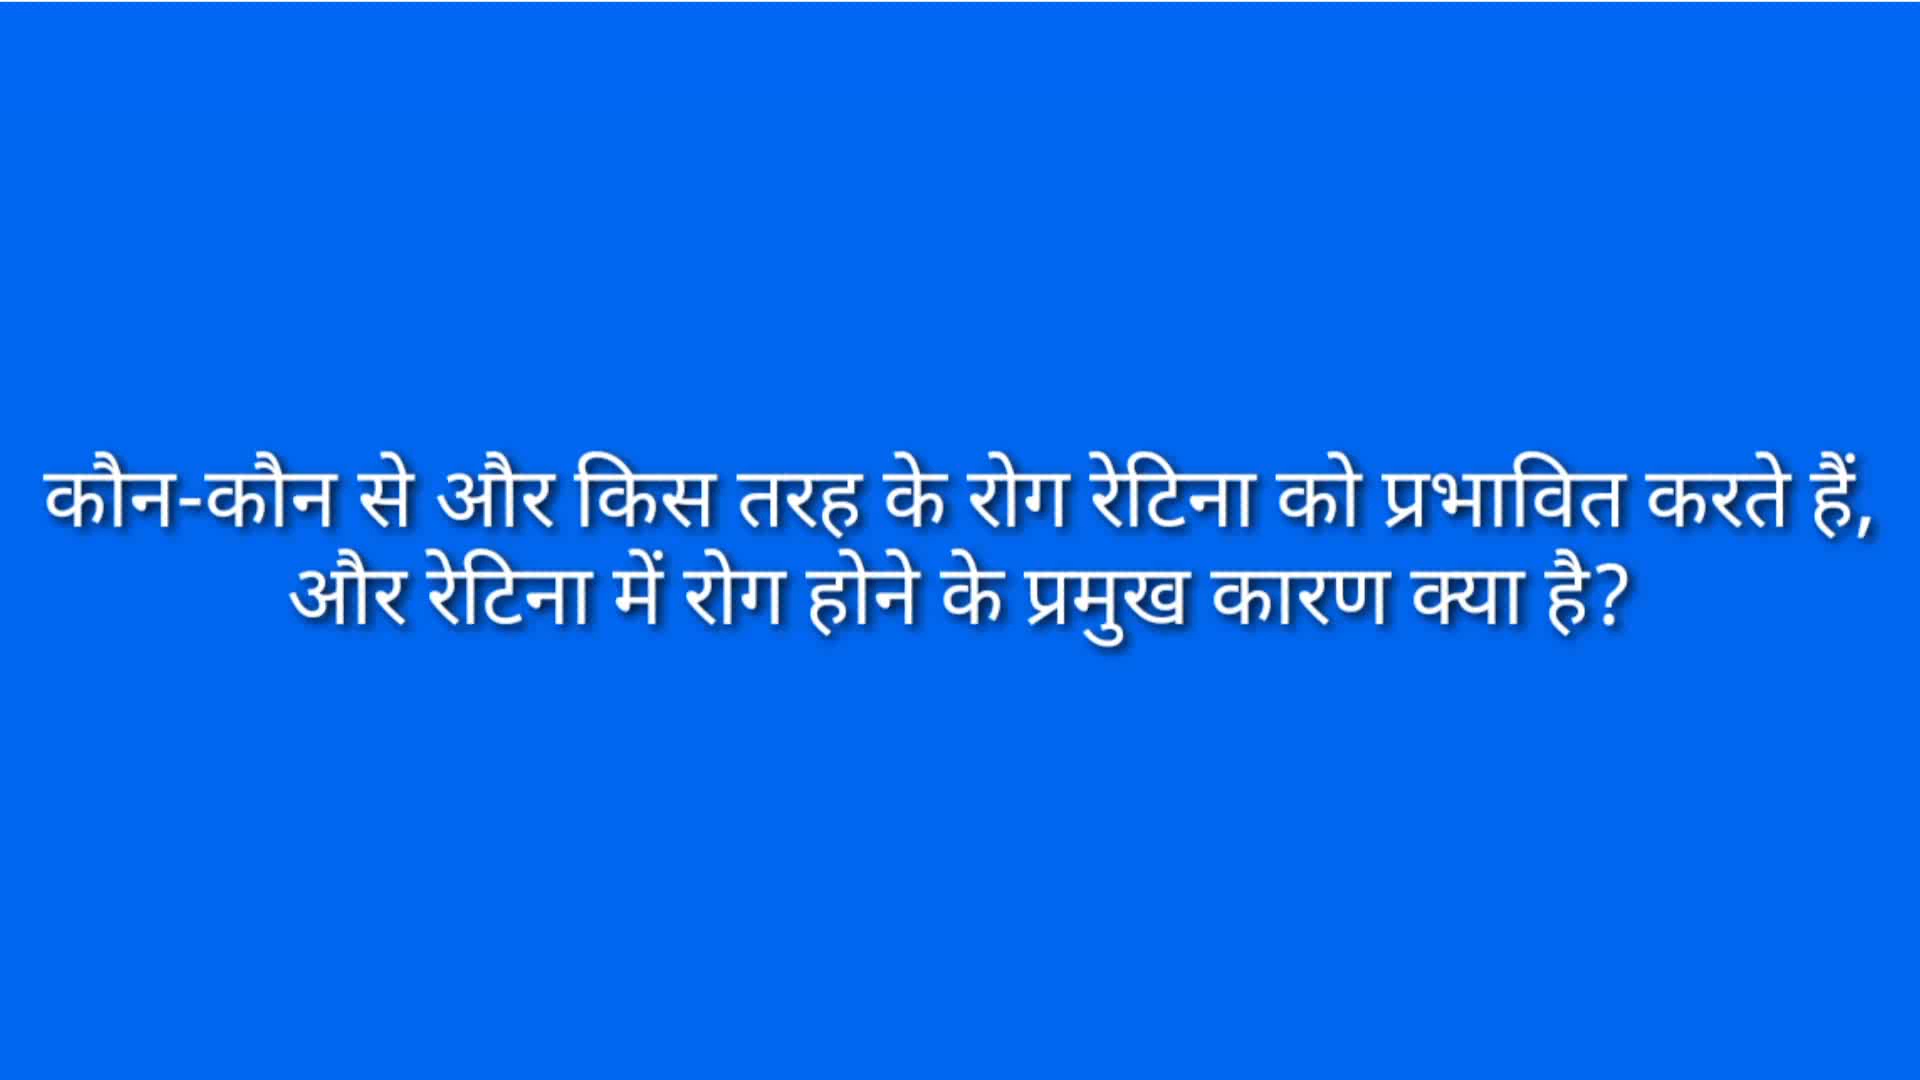 कौन-कौन से और किस तरह के रोग रेटिना को प्रभावित करते हैं,
और रेटिना में रोग होने के प्रमुख कारण क्या है?